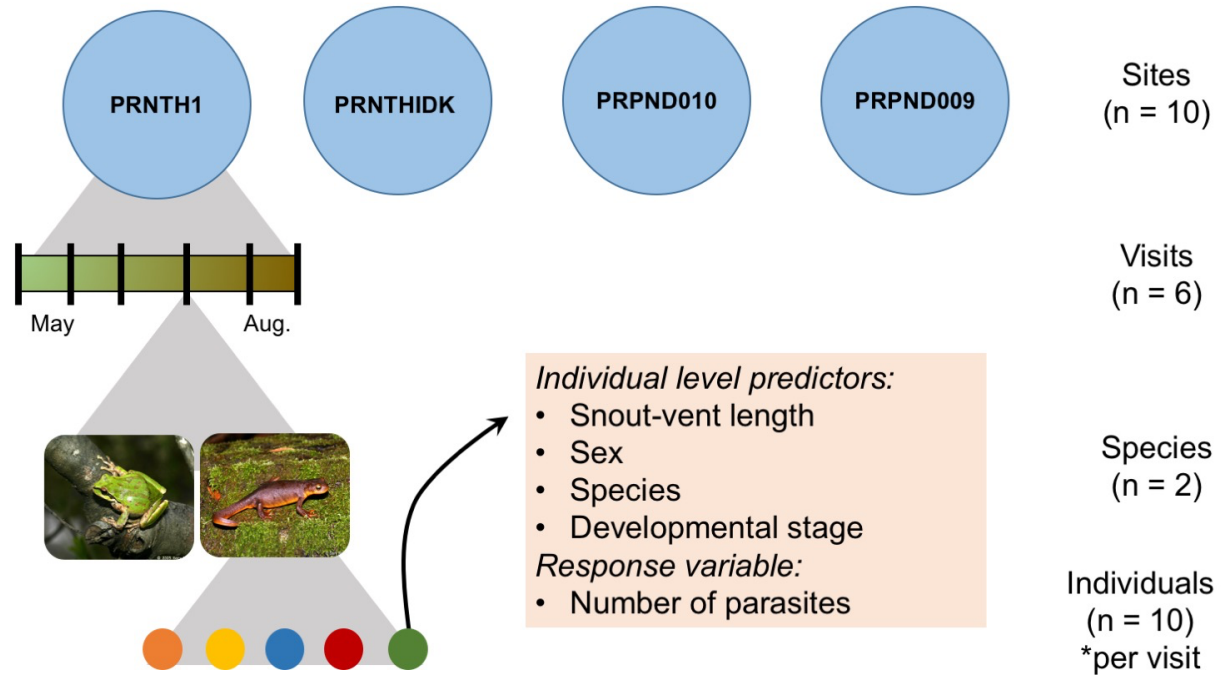 PRNTH1
PRNTHIDK
PRPND010
PRPND009
Sites
(n = 10)
Visits
(n = 6)
May
Aug.
Individual level predictors:
• Snout-vent length
• Sex
• Species
• Developmental stage
Response variable:
• Number of parasites
Species
(n = 2)
Individuals
(n = 10)
*per visit